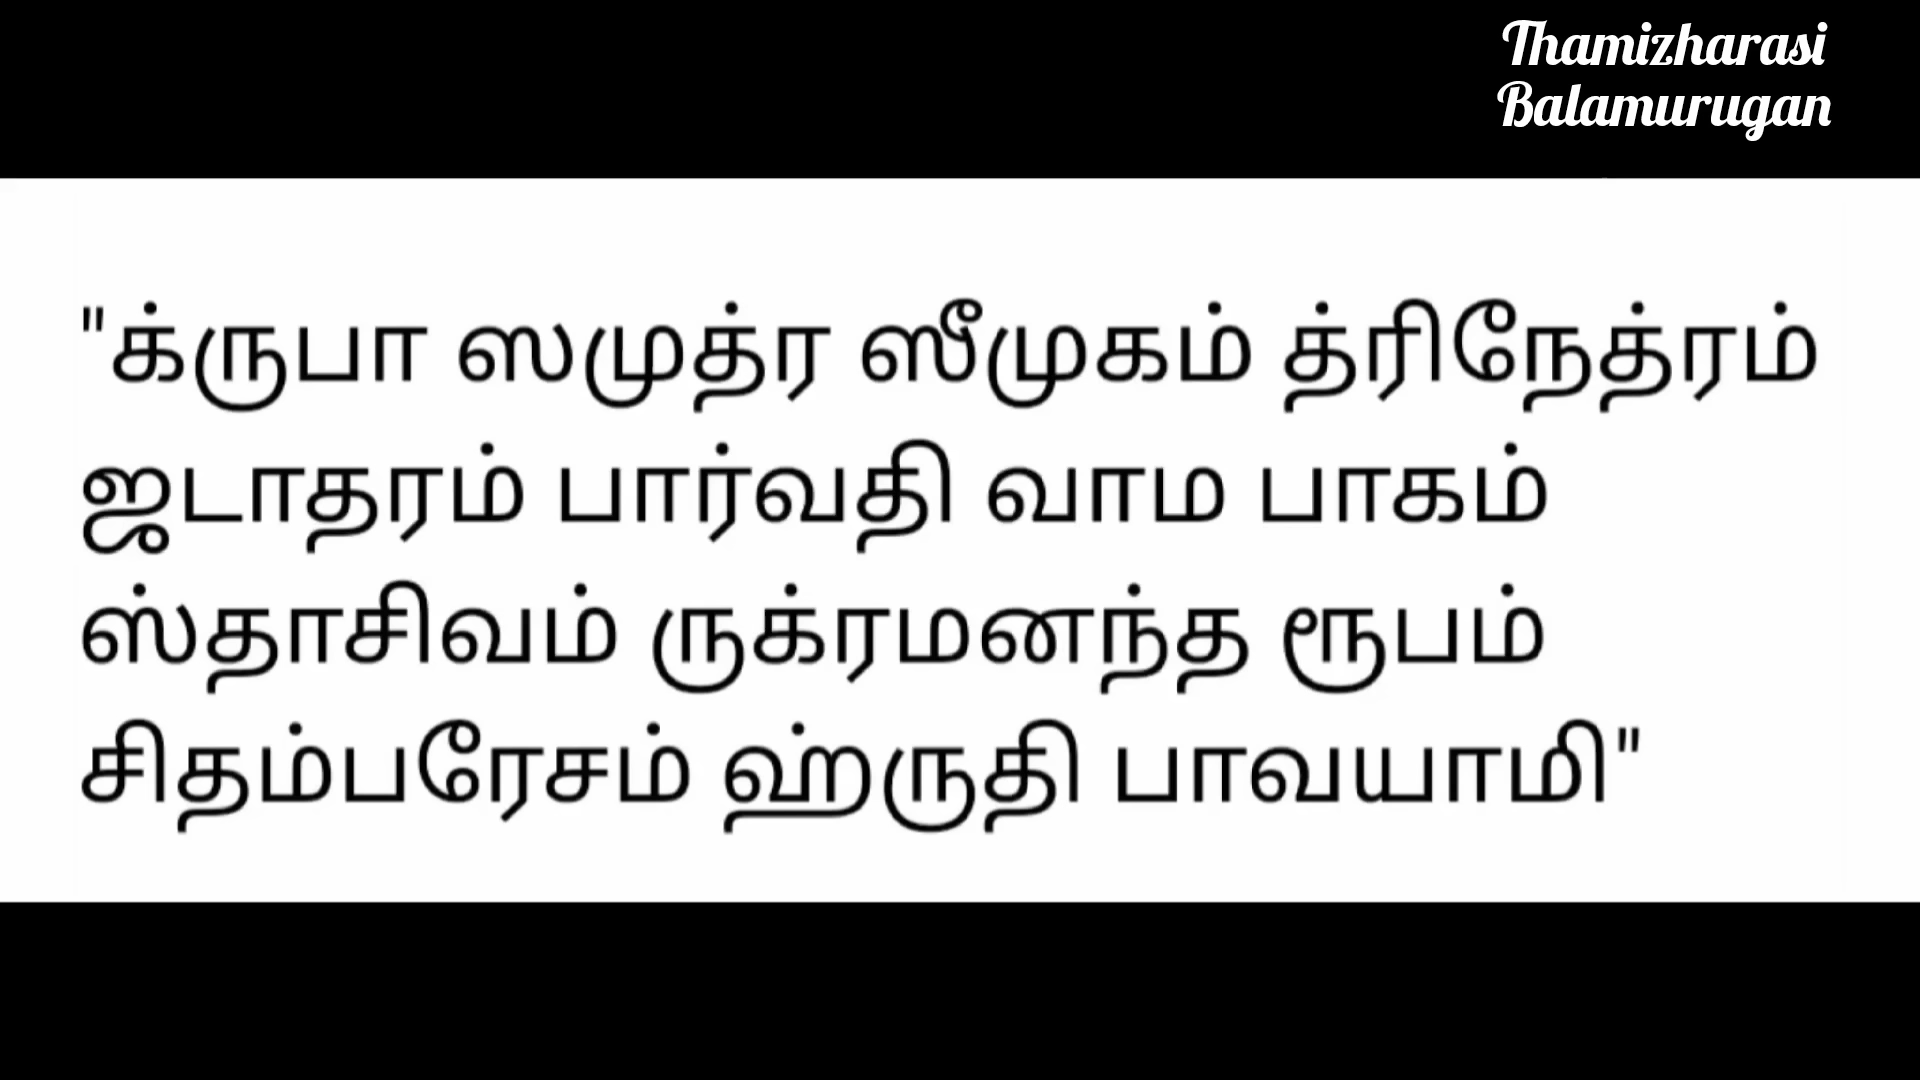 Thamizharasi
Balamurugan
"க்ருபா ஸமுத்ர ஸீமுகம் த்ரிநேத்ரம்
ஜடாதரம் பார்வதி வாம பாகம்
ஸ்தாசிவம் ருக்ரமனந்த ரூபம்
சிதம்பரேசம் ஹ்ருதி பாவயாமி"